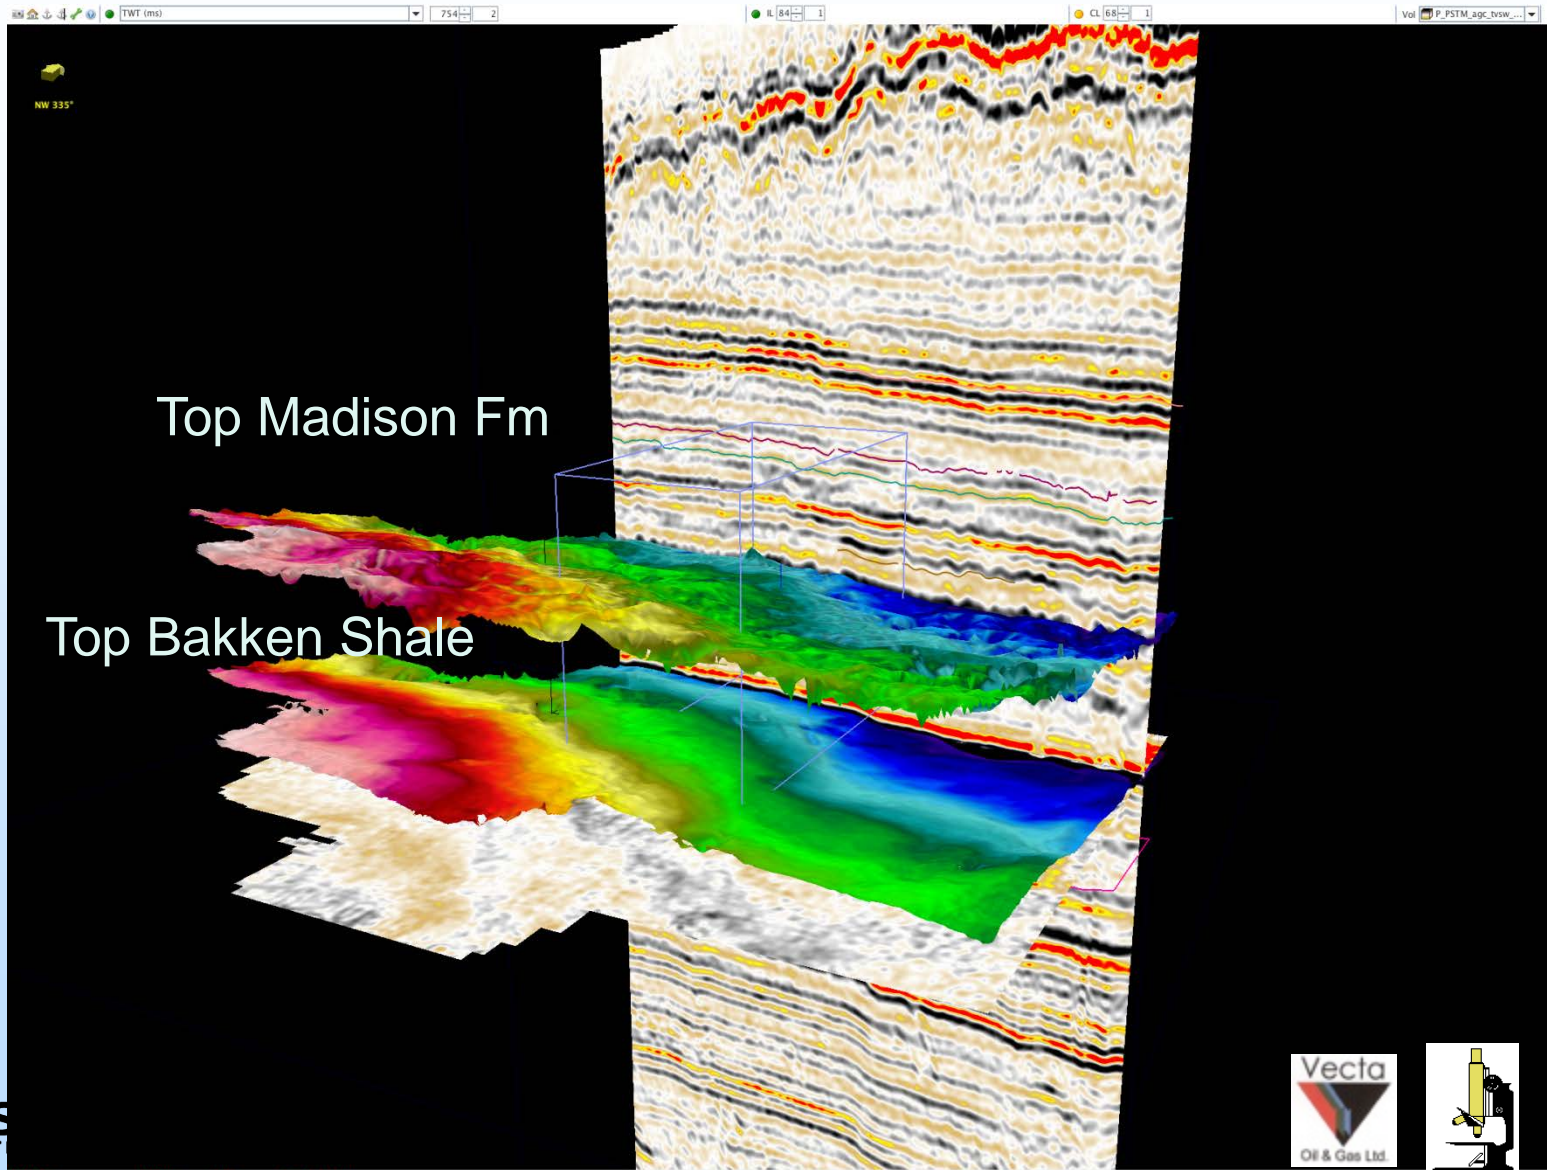 TWT (ms) 754 2 IL 84 1 CL 68 1 Vol P_PSTM_agc_tvsw_...
NW 335°
Top Madison Fm
Top Bakken Shale
Vecta
Oil & Gas Ltd.